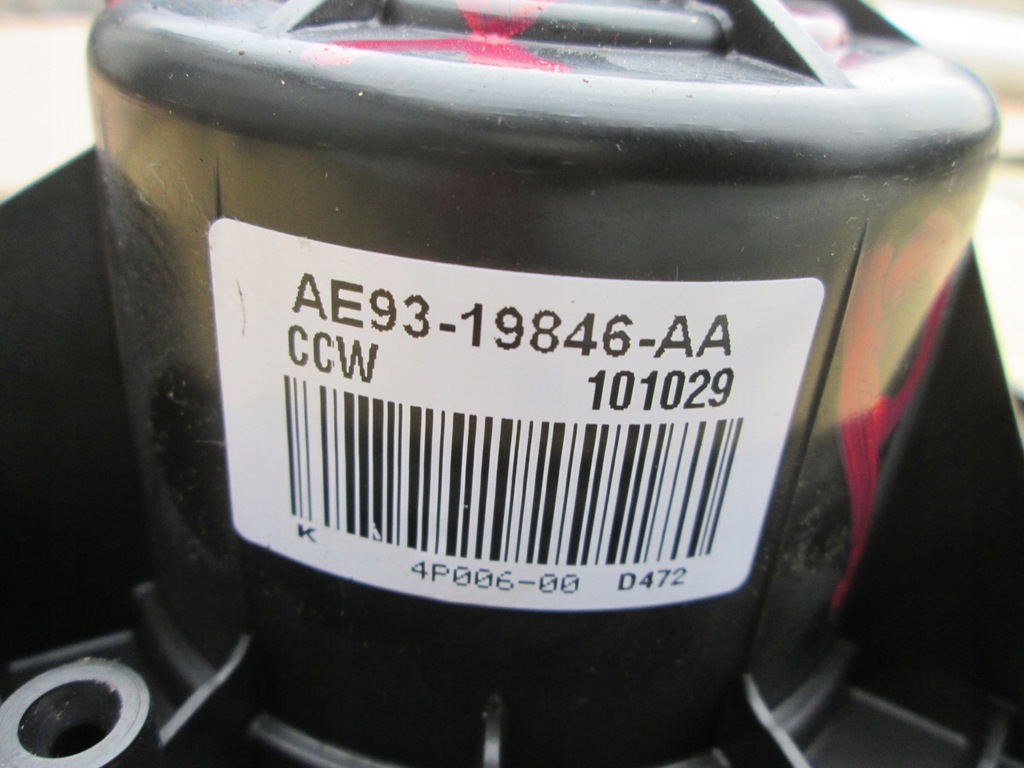 AE93-19846-AA
CCW
101029
K
4P006-00 D472